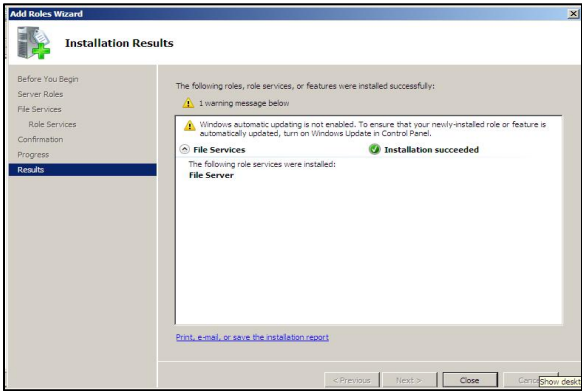 Add Roles Wizard
Installation Results
Before You Begin
Server Roles
File Services
Role Services
Confirmation
Progress
Results
The following roles, role services, or features were installed successfully:
1 warning message below
Windows automatic updating is not enabled. To ensure that your newly-installed role or feature is
automatically updated, turn on Windows Update in Control Panel.
File Services Installation succeeded
The following role services were installed:
File Server
Print, e-mail, or save the installation report
< Previous Next > Close Show deskt